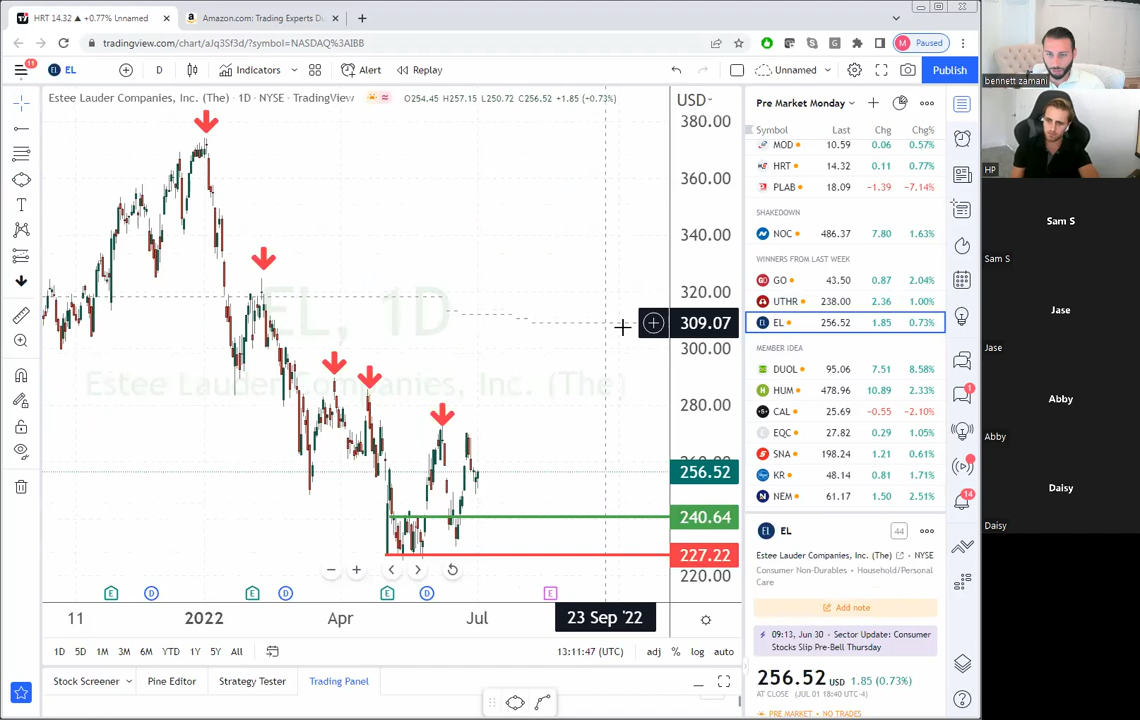 HRT 14.32 ▲ +0.77% Unnamed
Amazon.com: Trading Experts Du
tradingview.com/chart/aJq3Sf3d/?symbol=NASDAQ%3AIBB
M Paused
11
EL
D
Indicators
Alert
Replay
Unnamed
Publish
Estee Lauder Companies, Inc. (The) · 1D · NYSE · TradingView
O254.45 H257.15 L250.72 C256.52 +1.85 (+0.73%)
USD
380.00
360.00
340.00
320.00
309.07
300.00
280.00
256.52
240.64
227.22
220.00
EL, 1D
Estee Lauder Companies, Inc. (The)
E D E D E D E
11 2022 Apr Jul 23 Sep '22
1D 5D 1M 3M 6M YTD 1Y 5Y All
13:11:47 (UTC) adj % log auto
Stock Screener Pine Editor Strategy Tester Trading Panel
Pre Market Monday
Symbol Last Chg Chg%
MOD 10.59 0.06 0.57%
HRT 14.32 0.11 0.77%
PLAB 18.09 -1.39 -7.14%
SHAKEDOWN
NOC 486.37 7.80 1.63%
WINNERS FROM LAST WEEK
GO 43.50 0.87 2.04%
UTHR 238.00 2.36 1.00%
EL 256.52 1.85 0.73%
MEMBER IDEA
DUOL 95.06 7.51 8.58%
HUM 478.96 10.89 2.33%
CAL 25.69 -0.55 -2.10%
EQC 27.82 0.29 1.05%
SNA 198.24 1.21 0.61%
KR 48.14 0.81 1.71%
NEM 61.17 1.50 2.51%
EL
44
Estee Lauder Companies, Inc. (The) NYSE
Consumer Non-Durables • Household/Personal
Care
Add note
09:13, Jun 30 - Sector Update: Consumer
Stocks Slip Pre-Bell Thursday
256.52 USD 1.85 (0.73%)
AT CLOSE (JUL 01 18:40 UTC-4)
PRE MARKET • NO TRADES
1
14
bennett zamani
HP
Sam S
Sam S
Jase
Jase
Abby
Abby
Daisy
Daisy